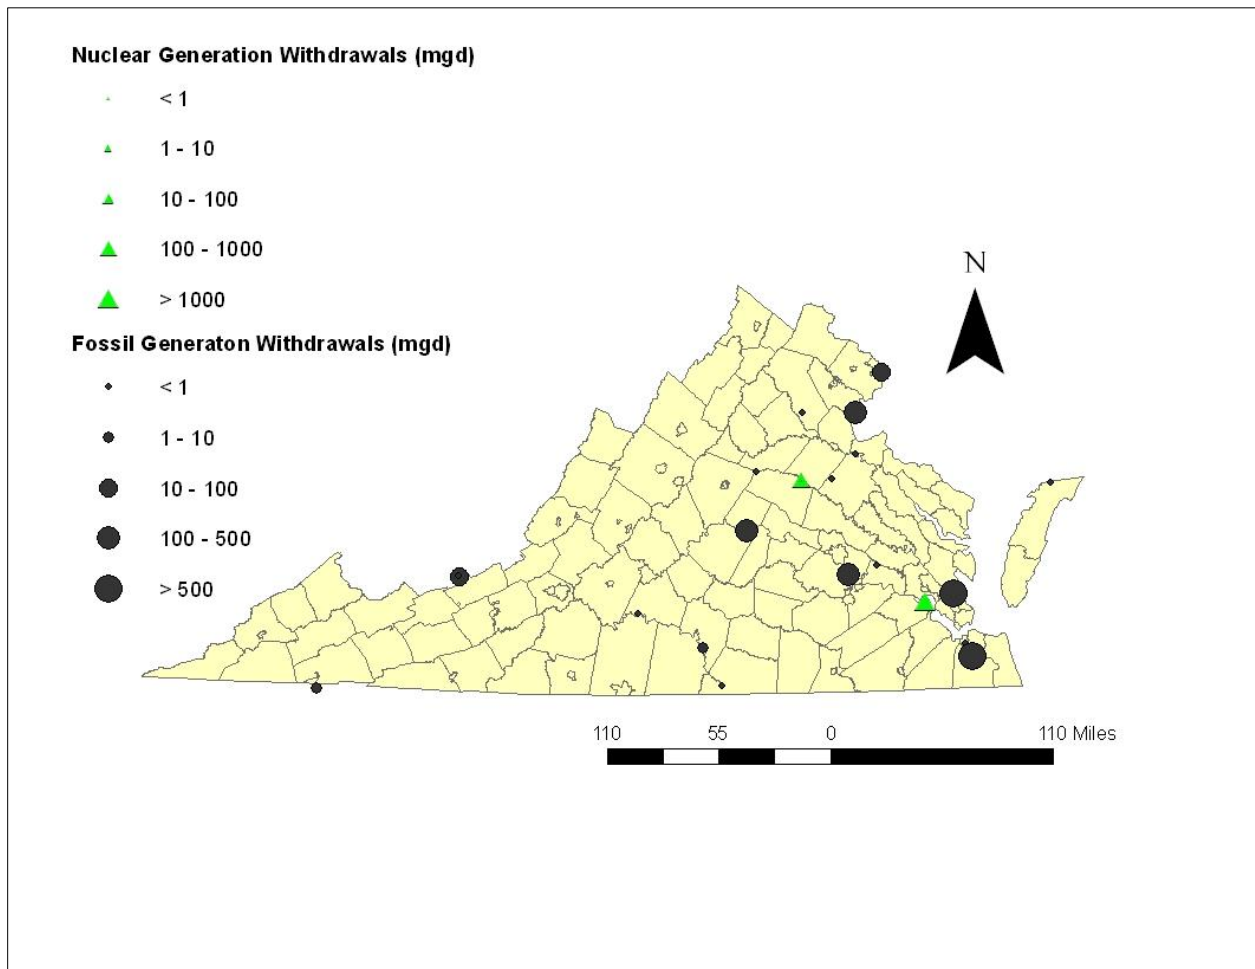 Nuclear Generation Withdrawals (mgd)
< 1
1 - 10
10 - 100
100 - 1000
> 1000
Fossil Generaton Withdrawals (mgd)
< 1
1 - 10
10 - 100
100 - 500
> 500
N
110 55 0 110 Miles